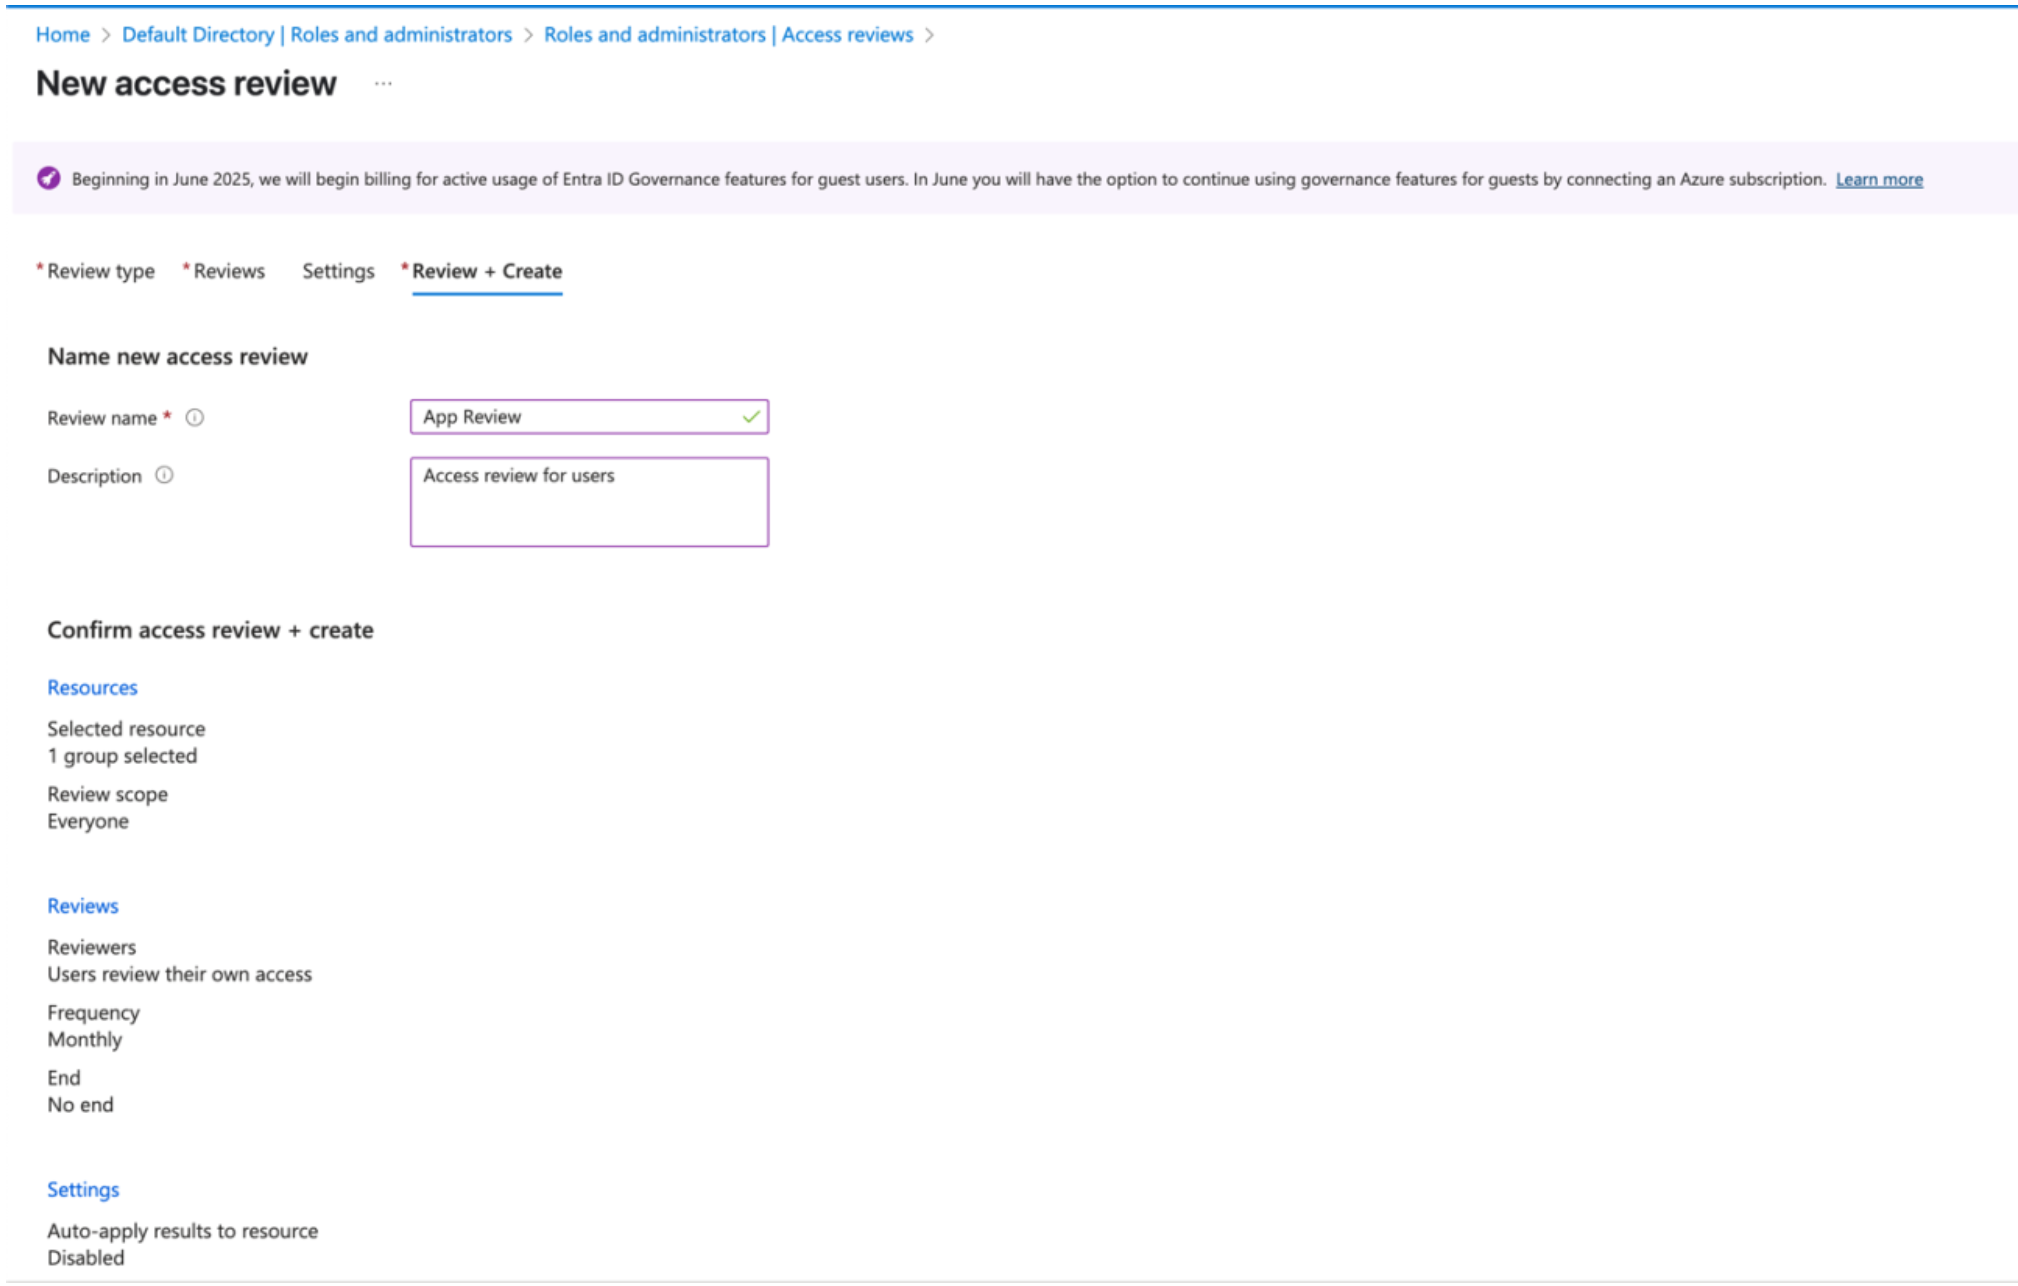 Home > Default Directory | Roles and administrators > Roles and administrators | Access reviews >
New access review ...
Beginning in June 2025, we will begin billing for active usage of Entra ID Governance features for guest users. In June you will have the option to continue using governance features for guests by connecting an Azure subscription. Learn more
*Review type *Reviews Settings *Review + Create
Name new access review
Review name * App Review
Description Access review for users
Confirm access review + create
Resources
Selected resource
1 group selected
Review scope
Everyone
Reviews
Reviewers
Users review their own access
Frequency
Monthly
End
No end
Settings
Auto-apply results to resource
Disabled